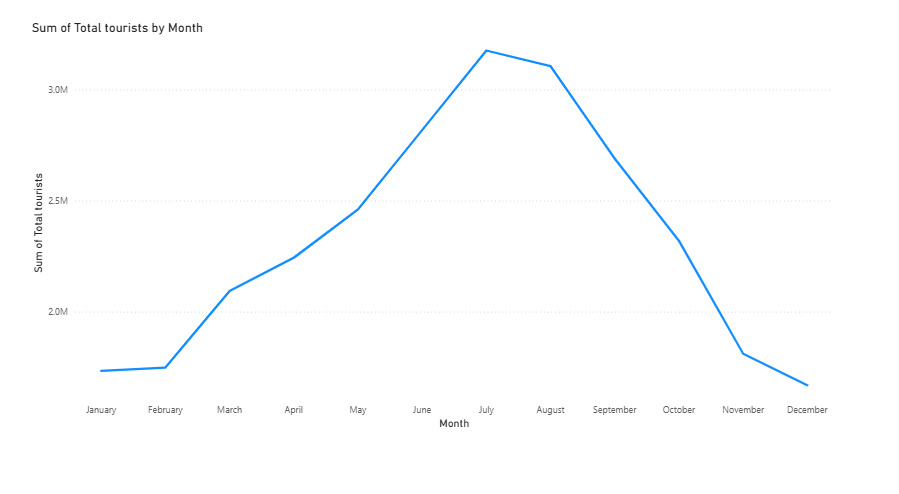 Sum of Total tourists by Month
Sum of Total tourists
3.0M
2.5M
2.0M
January February March April May June July August September October November December
Month